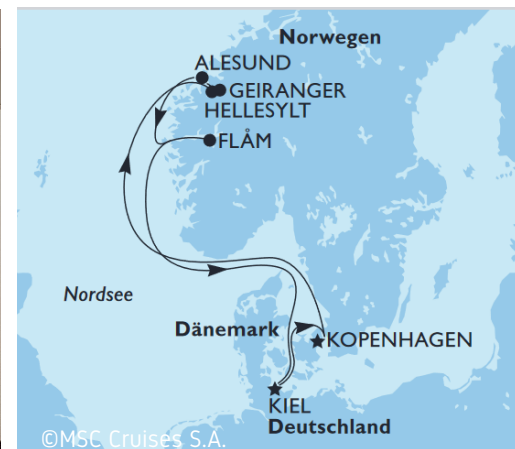 Norwegen
ALESUND
GEIRANGER
HELLESYLT
FLÅM
Nordsee
Dänemark
KOPENHAGEN
KIEL
Deutschland
©MSC Cruises S.A.